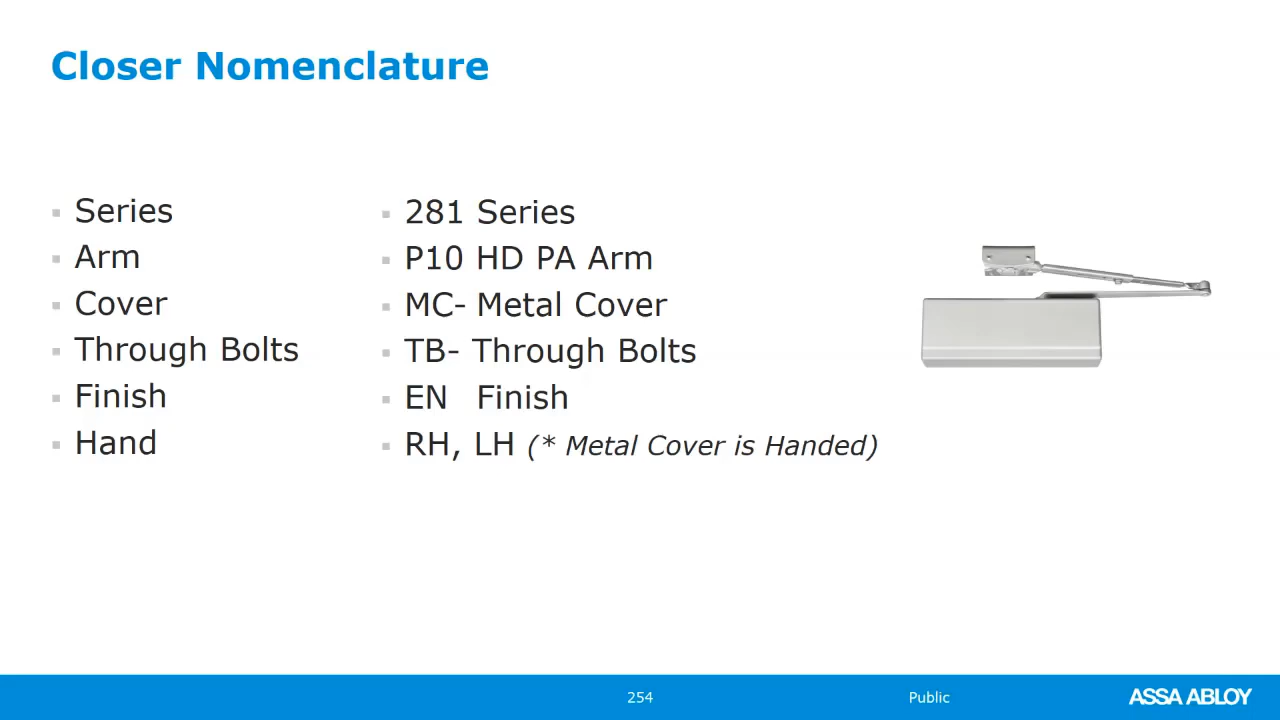 Closer Nomenclature
Series
Arm
Cover
Through Bolts
Finish
Hand
281 Series
P10 HD PA Arm
MC- Metal Cover
TB- Through Bolts
EN Finish
RH, LH (* Metal Cover is Handed)
254
Public
ASSA ABLOY